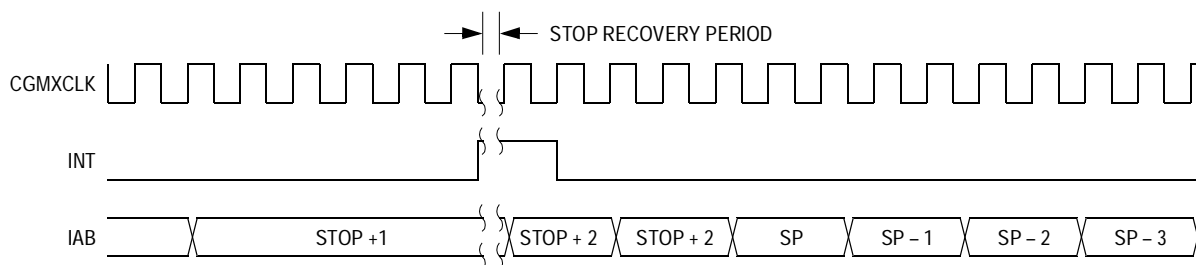 STOP RECOVERY PERIOD
CGMXCLK
INT
IAB
STOP +1
STOP + 2
STOP + 2
SP
SP – 1
SP – 2
SP – 3